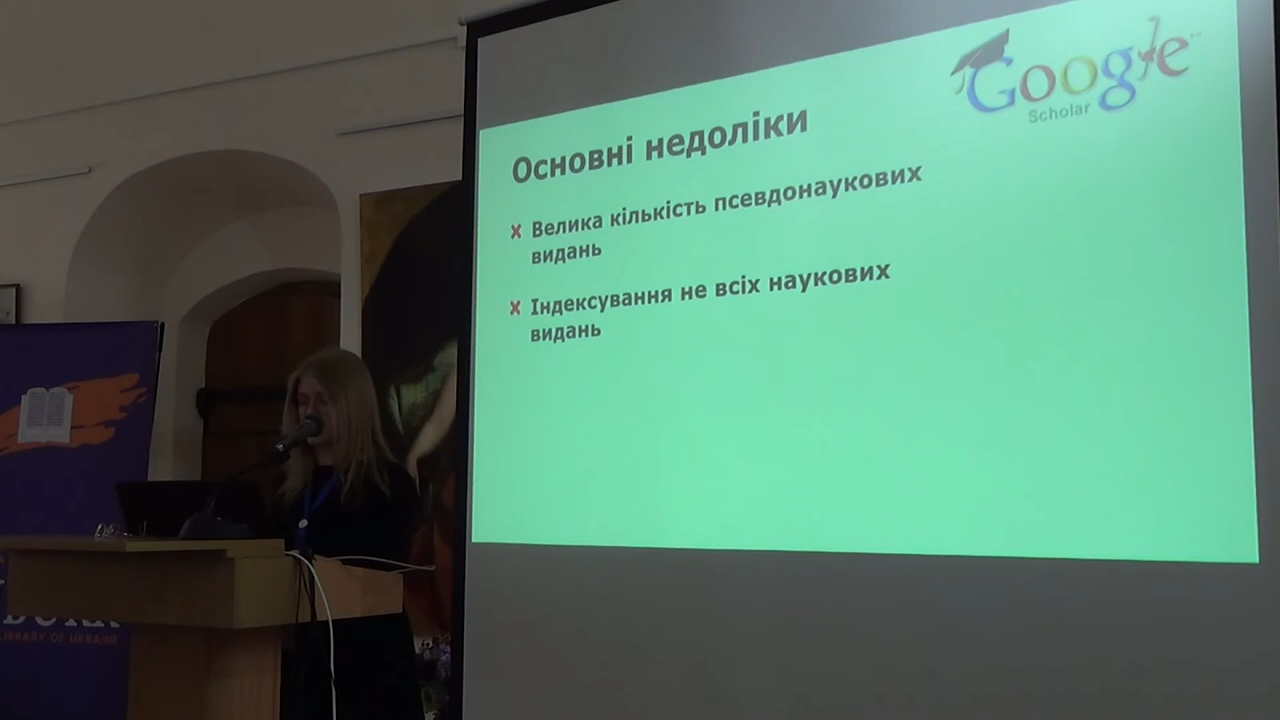 Google
Scholar
Основні недоліки
Велика кількість псевдонаукових
видань
Індексування не всіх наукових
видань
LIBRARY OF UKRAINE